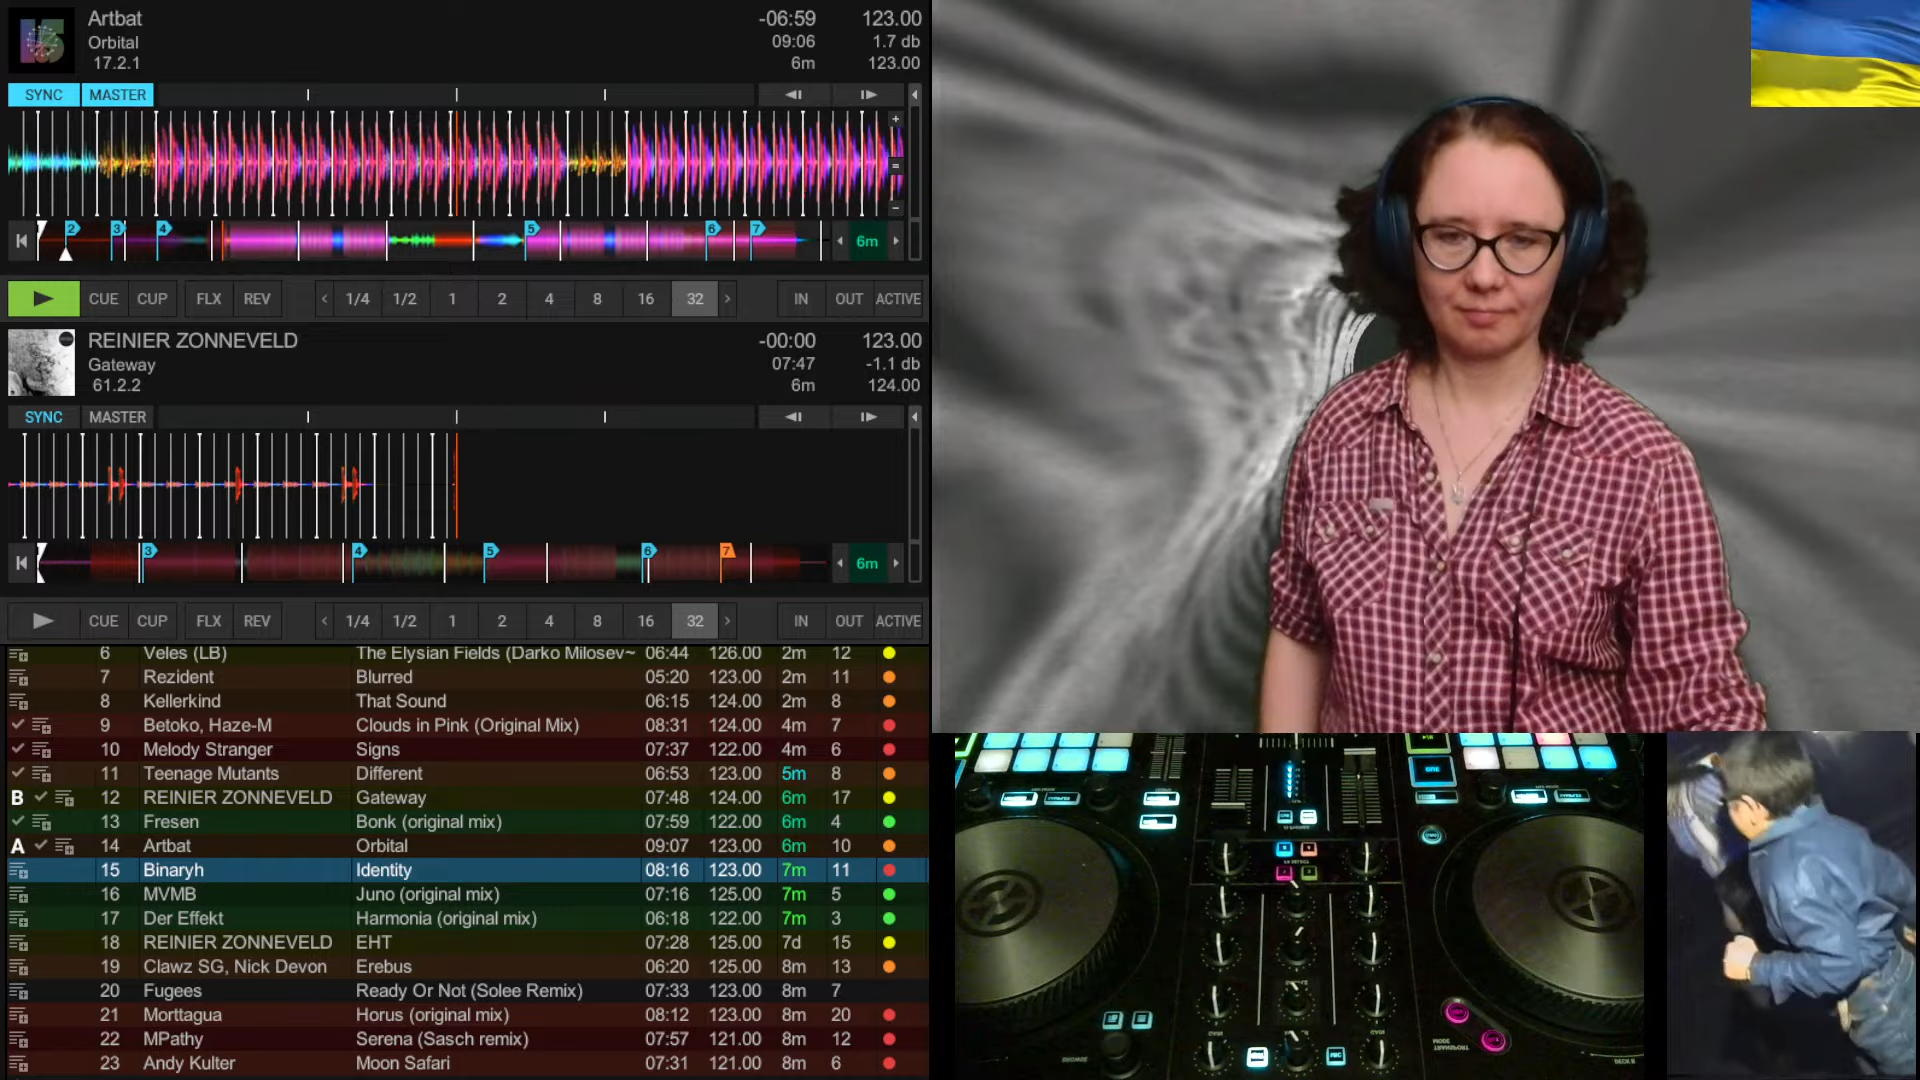 Artbat -06:59 123.00
Orbital 09:06 1.7 db
17.2.1 6m 123.00
SYNC MASTER
2 3 4 5 6 7 6m
CUE CUP FLX REV 1/4 1/2 1 2 4 8 16 32 IN OUT ACTIVE
REINIER ZONNEVELD -00:00 123.00
Gateway 07:47 -1.1 db
61.2.2 6m 124.00
SYNC MASTER
3 4 5 6 7 6m
CUE CUP FLX REV 1/4 1/2 1 2 4 8 16 32 IN OUT ACTIVE
6 Veles (LB) The Elysian Fields (Darko Milosev~ 06:44 126.00 2m 12
7 Rezident Blurred 05:20 123.00 2m 11
8 Kellerkind That Sound 06:15 124.00 2m 8
9 Betoko, Haze-M Clouds in Pink (Original Mix) 08:31 124.00 4m 7
10 Melody Stranger Signs 07:37 122.00 4m 6
11 Teenage Mutants Different 06:53 123.00 5m 8
B 12 REINIER ZONNEVELD Gateway 07:48 124.00 6m 17
13 Fresen Bonk (original mix) 07:59 122.00 6m 4
A 14 Artbat Orbital 09:07 123.00 6m 10
15 Binaryh Identity 08:16 123.00 7m 11
16 MVMB Juno (original mix) 07:16 125.00 7m 5
17 Der Effekt Harmonia (original mix) 06:18 122.00 7m 3
18 REINIER ZONNEVELD EHT 07:28 125.00 7d 15
19 Clawz SG, Nick Devon Erebus 06:20 125.00 8m 13
20 Fugees Ready Or Not (Solee Remix) 07:33 123.00 8m 7
21 Morttagua Horus (original mix) 08:12 123.00 8m 20
22 MPathy Serena (Sasch remix) 07:57 121.00 8m 12
23 Andy Kulter Moon Safari 07:31 121.00 8m 6